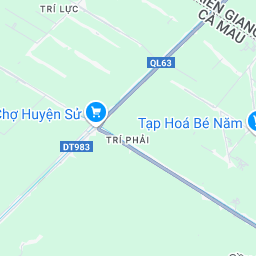 TRÍ LỰC
KIÊN GIANG
CÀ MAU
QL63
Chợ Huyện Sử
Tạp Hoá Bé Năm
TRÍ PHẢI
DT983